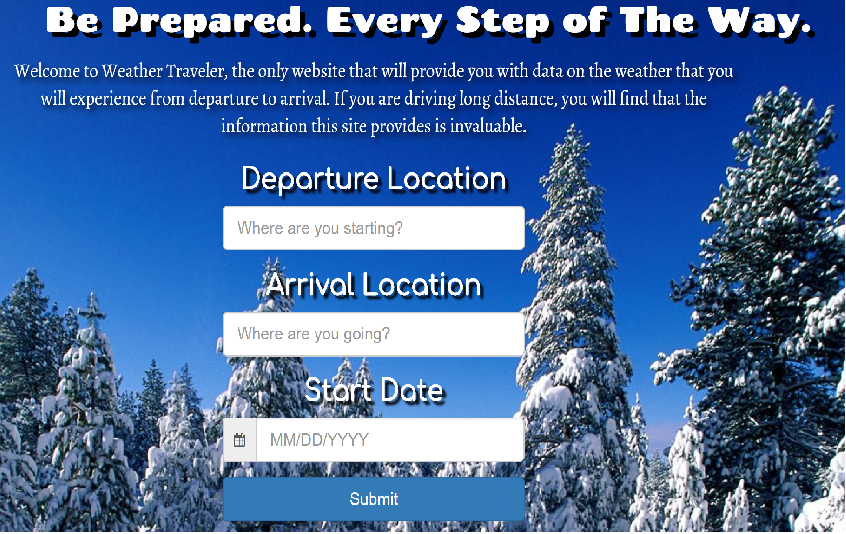 Be Prepared. Every Step of The Way.
Welcome to Weather Traveler, the only website that will provide you with data on the weather that you
will experience from departure to arrival. If you are driving long distance, you will find that the
information this site provides is invaluable.
Departure Location
Where are you starting?
Arrival Location
Where are you going?
Start Date
MM/DD/YYYY
Submit